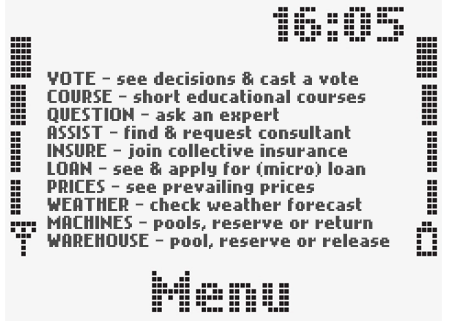 16:05
VOTE - see decisions & cast a vote
COURSE - short educational courses
QUESTION - ask an expert
ASSIST - find & request consultant
INSURE - join collective insurance
LOAN - see & apply for (micro) loan
PRICES - see prevailing prices
WEATHER - check weather forecast
MACHINES - pools, reserve or return
WAREHOUSE - pool, reserve or release
Menu